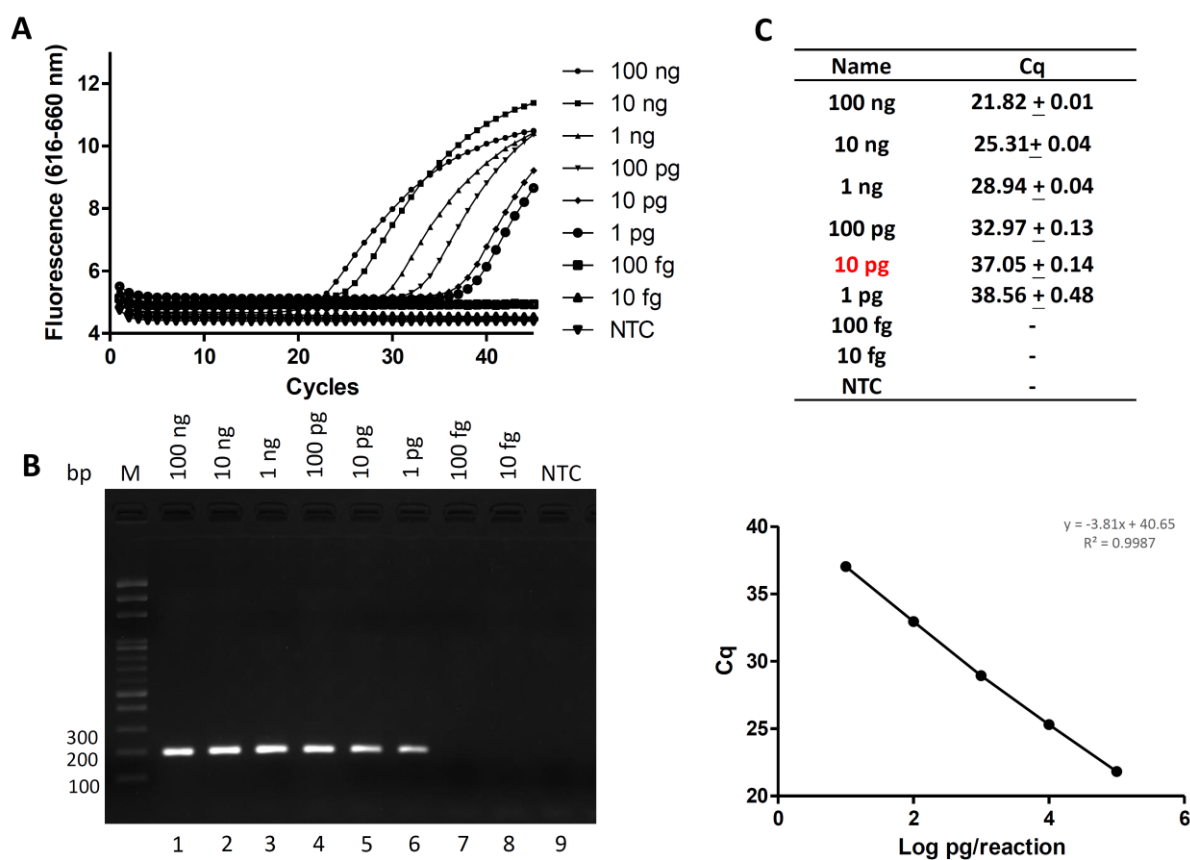 A
Fluorescence (616-660 nm)
12
10
8
6
4
0
10
20
30
40
Cycles
100 ng
10 ng
1 ng
100 pg
10 pg
1 pg
100 fg
10 fg
NTC
C
Name Cq
100 ng 21.82 ± 0.01
10 ng 25.31± 0.04
1 ng 28.94 ± 0.04
100 pg 32.97 ± 0.13
10 pg 37.05 ± 0.14
1 pg 38.56 ± 0.48
100 fg -
10 fg -
NTC -
B
bp M 100 ng 10 ng 1 ng 100 pg 10 pg 1 pg 100 fg 10 fg NTC
300
200
100
1 2 3 4 5 6 7 8 9
y = -3.81x + 40.65
R² = 0.9987
Cq
40
35
30
25
20
0 2 4 6
Log pg/reaction